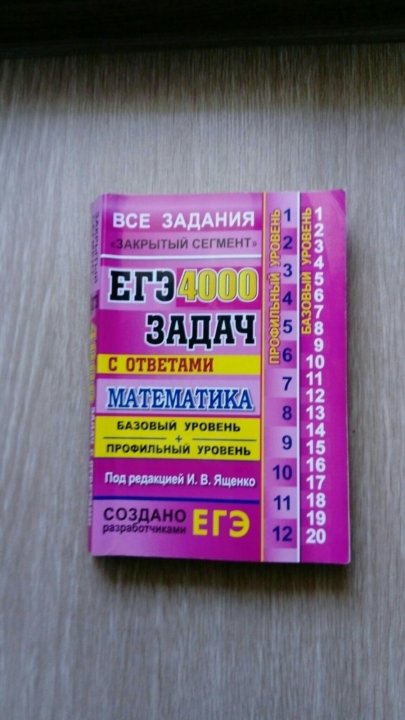 ВСЕ ЗАДАНИЯ
«ЗАКРЫТЫЙ СЕГМЕНТ»
ЕГЭ 4000
ЗАДАЧ
С ОТВЕТАМИ
МАТЕМАТИКА
БАЗОВЫЙ УРОВЕНЬ
+
ПРОФИЛЬНЫЙ УРОВЕНЬ
Под редакцией И. В. Ященко
СОЗДАНО
разработчиками ЕГЭ
ПРОФИЛЬНЫЙ УРОВЕНЬ
1
2
3
4
5
6
7
8
9
10
11
12
БАЗОВЫЙ УРОВЕНЬ
1
2
3
4
5
6
7
8
9
10
11
12
13
14
15
16
17
18
19
20